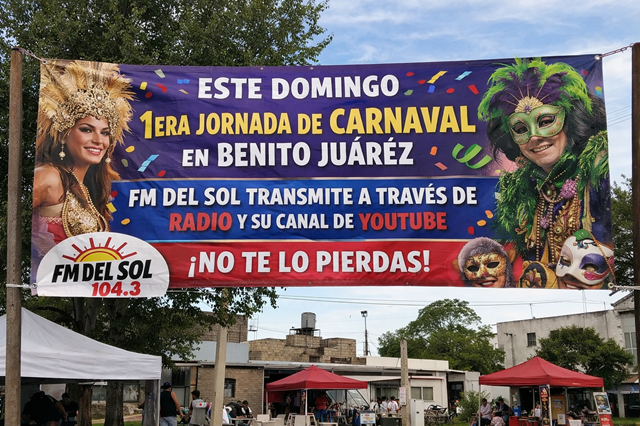 ESTE DOMINGO
1ERA JORNADA DE CARNAVAL
EN BENITO JUÁRÉZ
FM DEL SOL TRANSMITE A TRAVÉS DE
RADIO Y SU CANAL DE YOUTUBE
¡NO TE LO PIERDAS!
FM DEL SOL
104.3